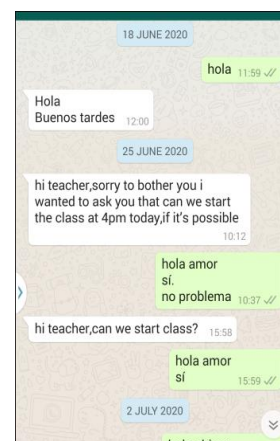 18 JUNE 2020
hola 11:59
Hola
Buenos tardes 12:00
25 JUNE 2020
hi teacher,sorry to bother you i
wanted to ask you that can we start
the class at 4pm today,if it's possible
10:12
hola amor
sí.
no problema 10:37
hi teacher,can we start class? 15:58
hola amor
sí 15:59
2 JULY 2020